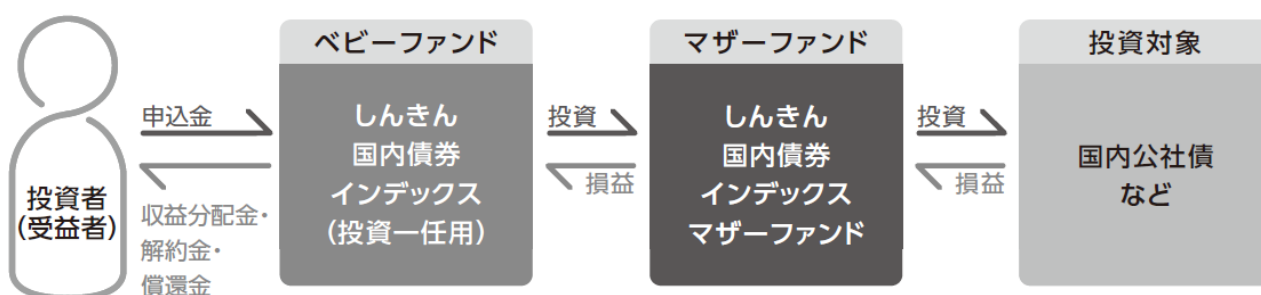 投資者
(受益者)
申込金
収益分配金・
解約金・
償還金
ベビーファンド
しんきん
国内債券
インデックス
(投資一任用)
投資
損益
マザーファンド
しんきん
国内債券
インデックス
マザーファンド
投資
損益
投資対象
国内公社債
など